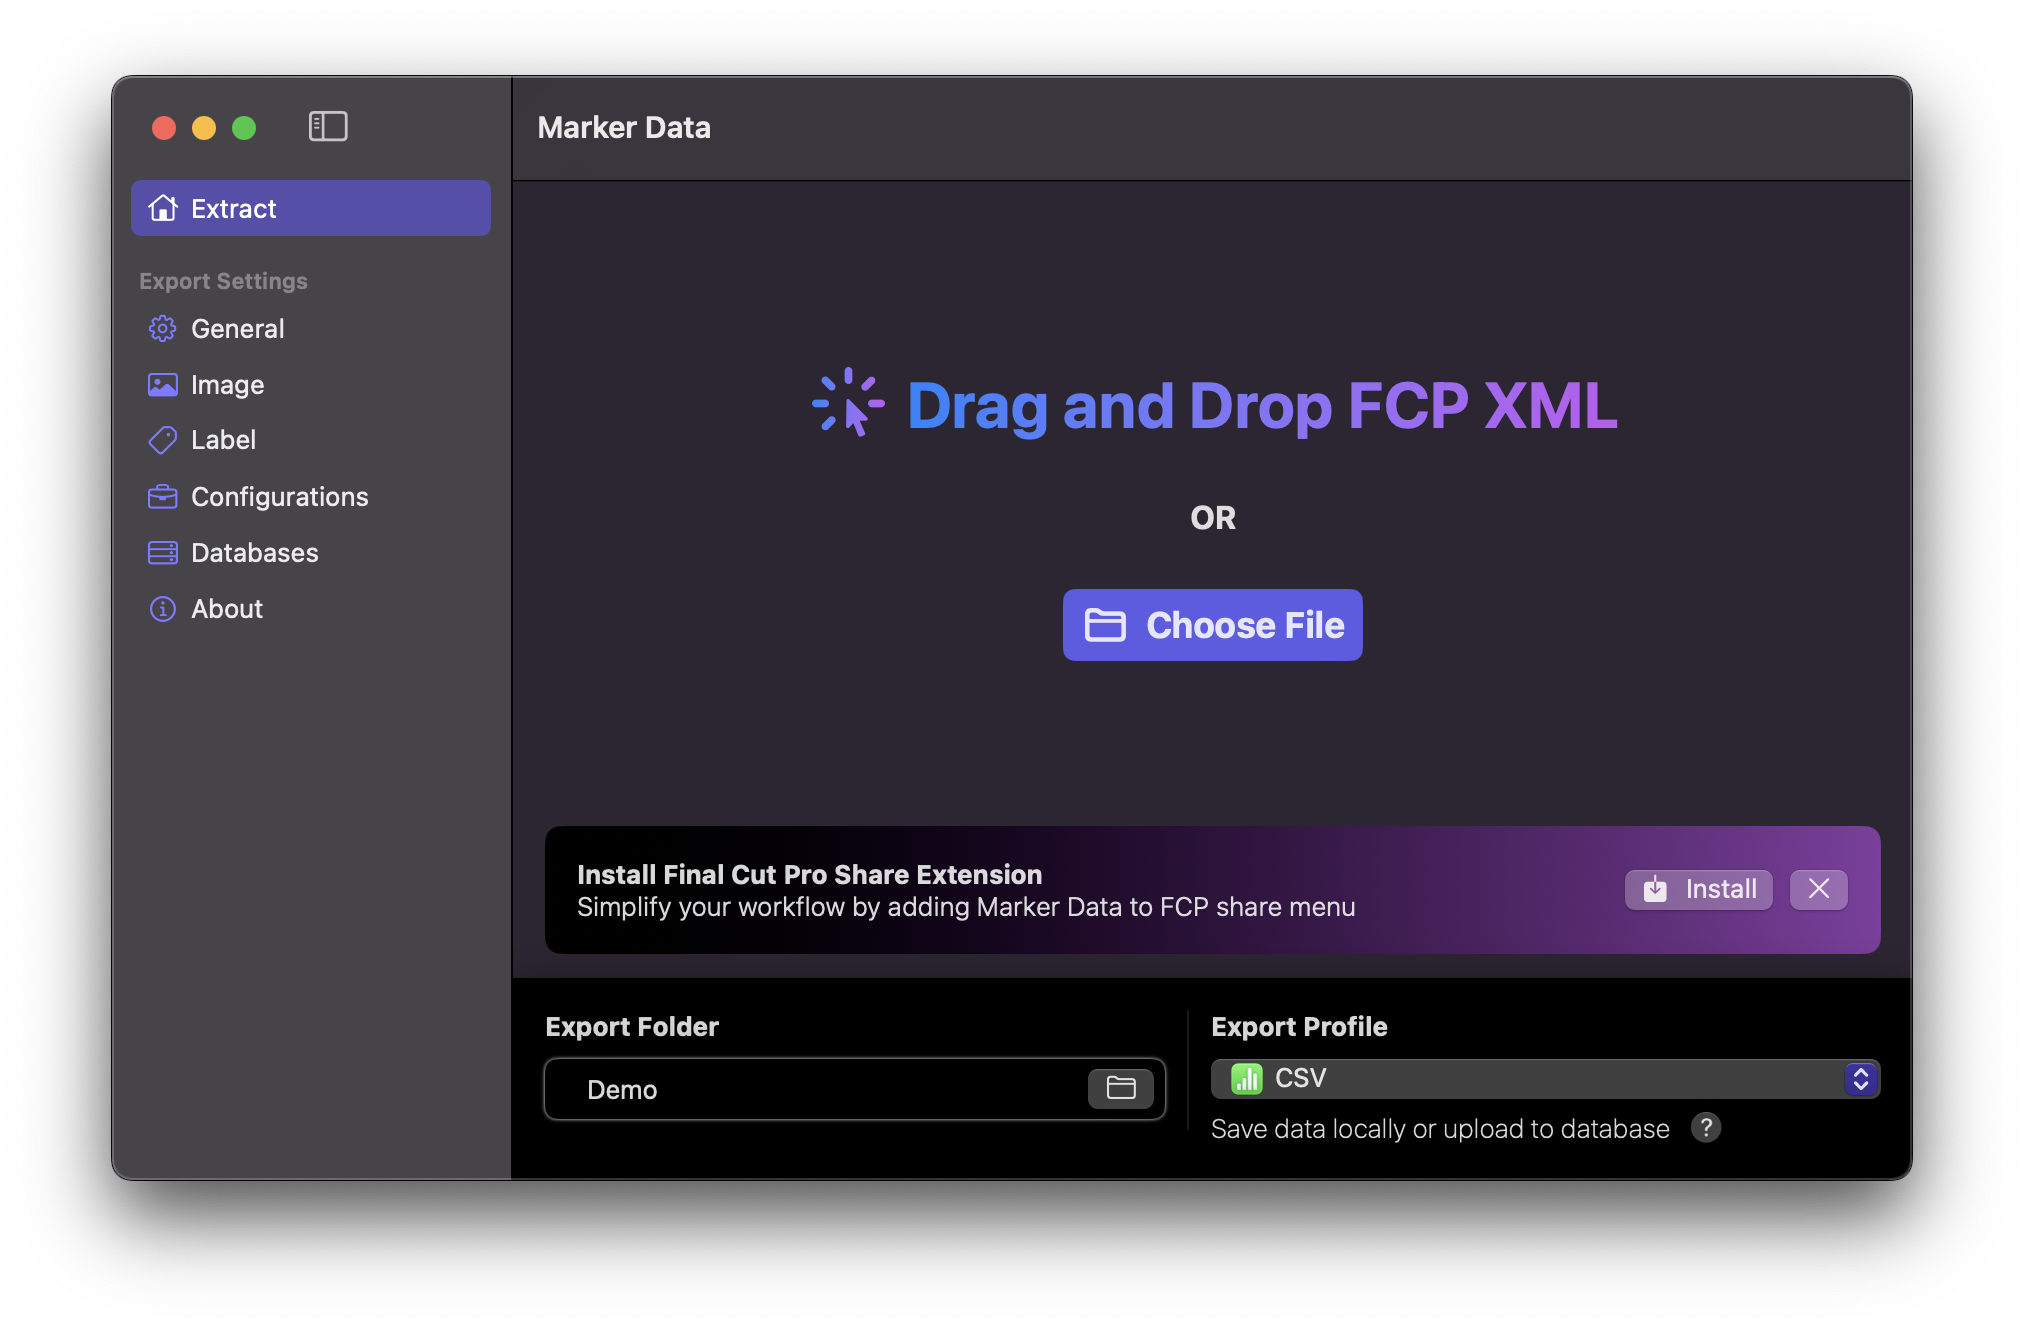 Marker Data
Extract
Export Settings
General
Image
Label
Configurations
Databases
About
Drag and Drop FCP XML
OR
Choose File
Install Final Cut Pro Share Extension
Simplify your workflow by adding Marker Data to FCP share menu
Install
Export Folder
Demo
Export Profile
CSV
Save data locally or upload to database ?